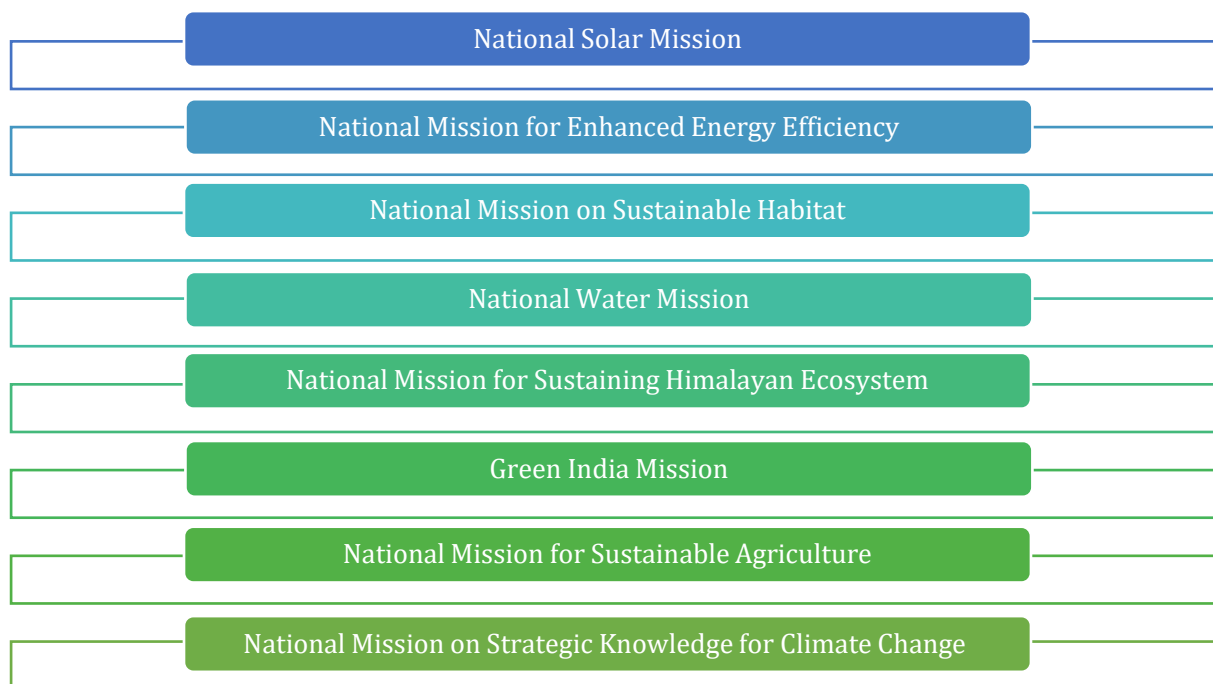 National Solar Mission
National Mission for Enhanced Energy Efficiency
National Mission on Sustainable Habitat
National Water Mission
National Mission for Sustaining Himalayan Ecosystem
Green India Mission
National Mission for Sustainable Agriculture
National Mission on Strategic Knowledge for Climate Change